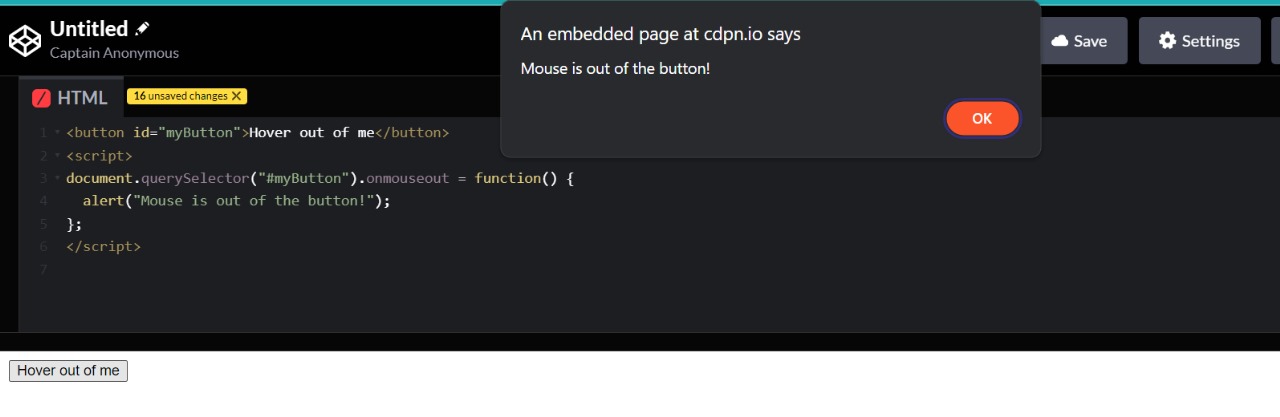 Untitled
Captain Anonymous
An embedded page at cdpn.io says
Mouse is out of the button!
OK
Save
Settings
/ HTML
16 unsaved changes X
1 <button id="myButton">Hover out of me</button>
2 <script>
3 document.querySelector("#myButton").onmouseout = function() {
4 alert("Mouse is out of the button!");
5 };
6 </script>
7
Hover out of me